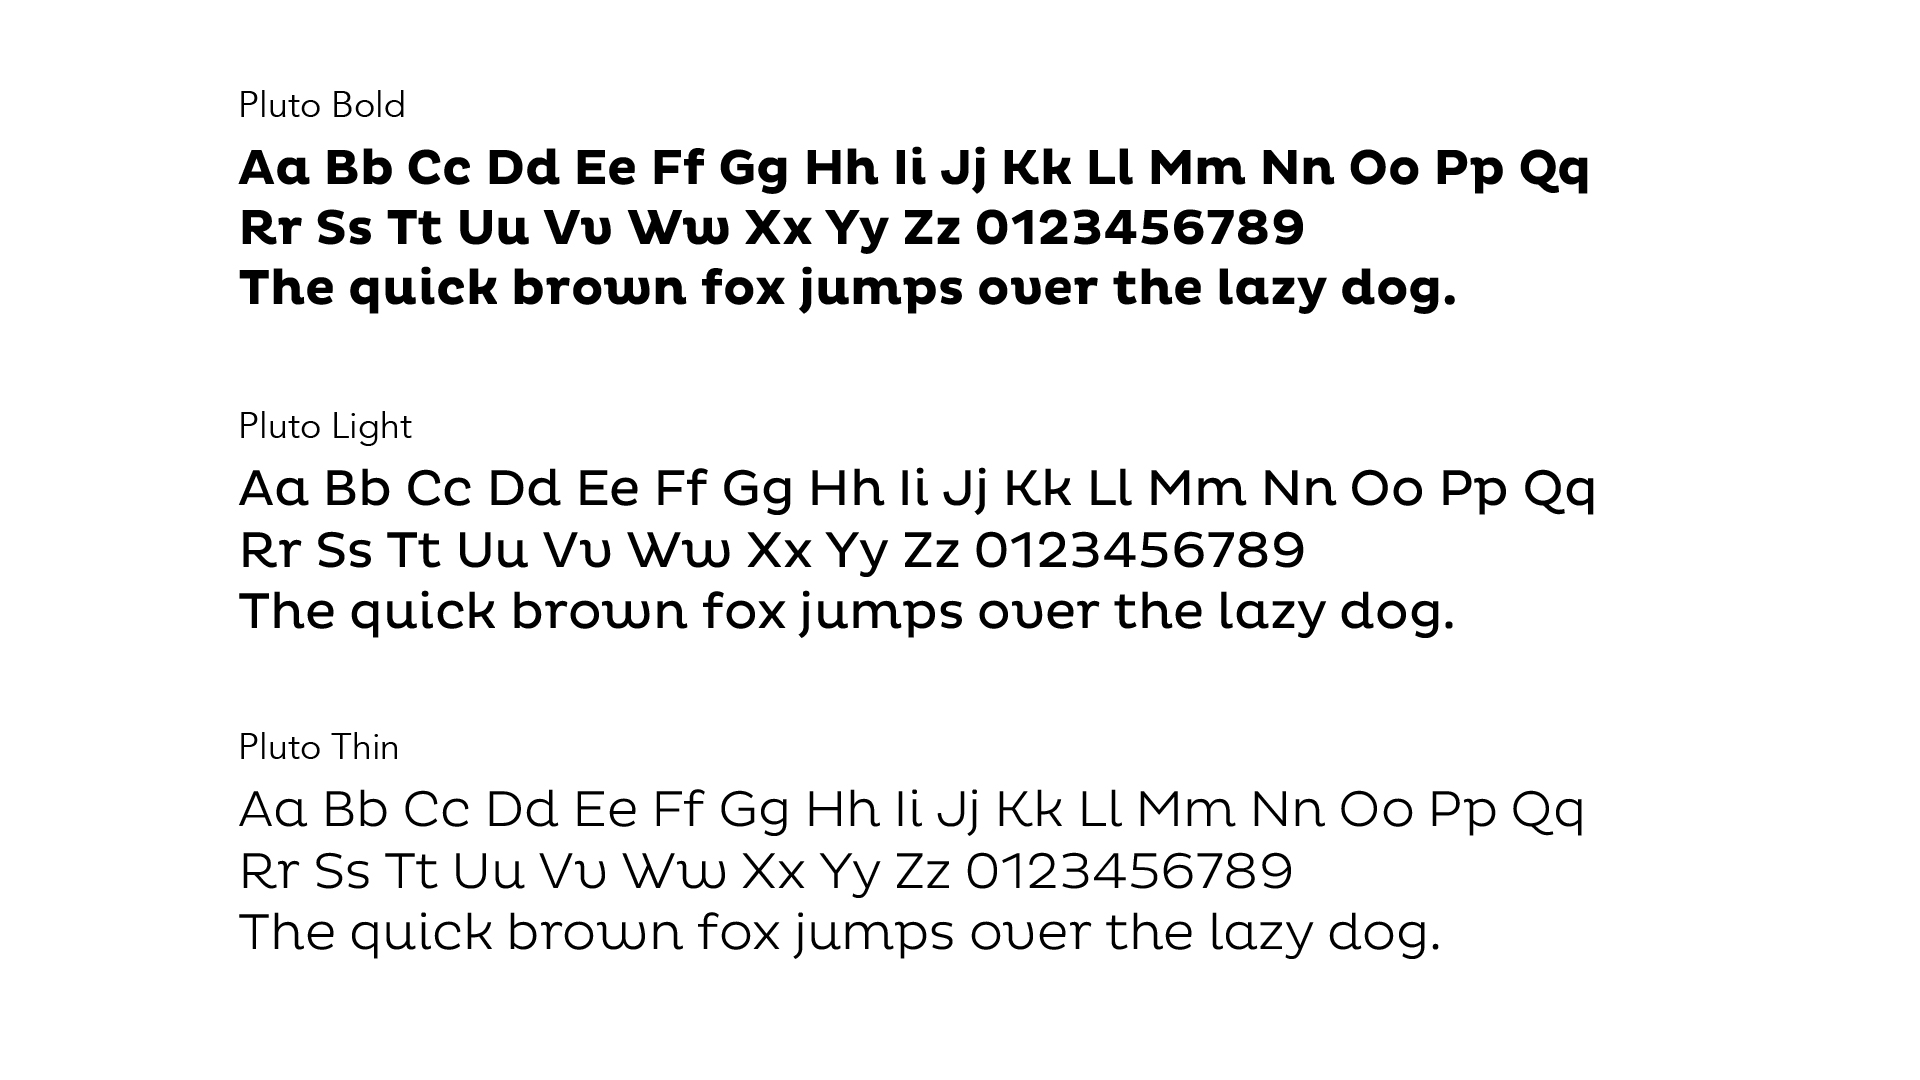 Pluto Bold
Aa Bb Cc Dd Ee Ff Gg Hh Ii Jj Kk Ll Mm Nn Oo Pp Qq
Rr Ss Tt Uu Vv Ww Xx Yy Zz 0123456789
The quick brown fox jumps over the lazy dog.
Pluto Light
Aa Bb Cc Dd Ee Ff Gg Hh Ii Jj Kk Ll Mm Nn Oo Pp Qq
Rr Ss Tt Uu Vv Ww Xx Yy Zz 0123456789
The quick brown fox jumps over the lazy dog.
Pluto Thin
Aa Bb Cc Dd Ee Ff Gg Hh Ii Jj Kk Ll Mm Nn Oo Pp Qq
Rr Ss Tt Uu Vv Ww Xx Yy Zz 0123456789
The quick brown fox jumps over the lazy dog.